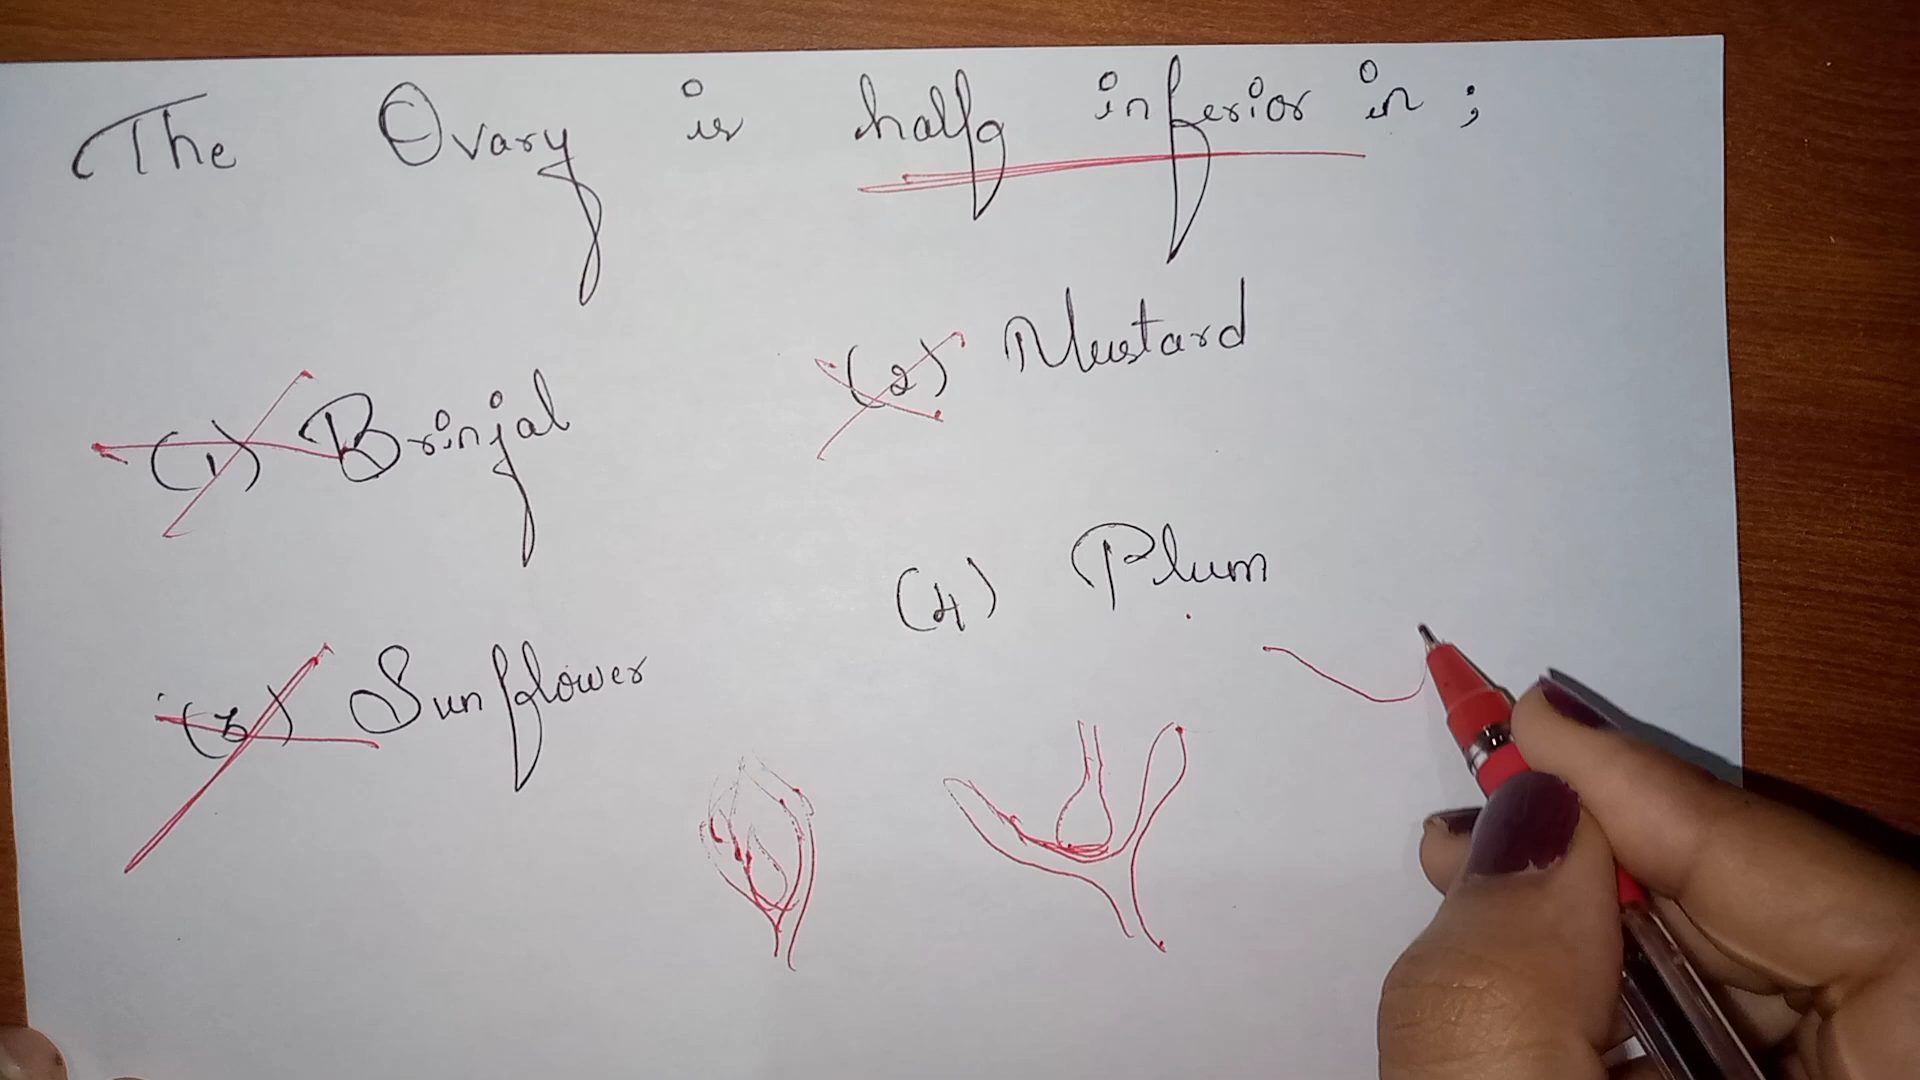 The Ovary is half inferior in ;
(1) Brinjal
(2) Mustard
(3) Sunflower
(4) Plum